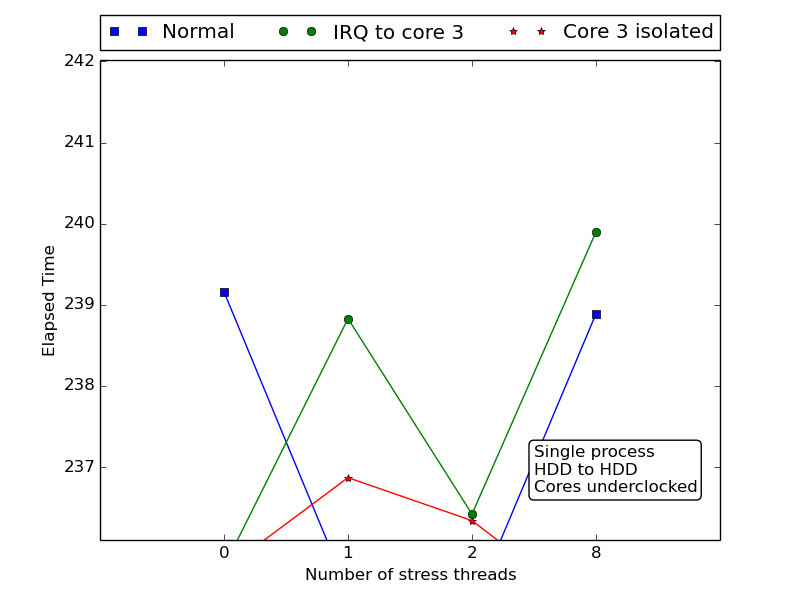 Normal IRQ to core 3 Core 3 isolated
242
241
240
239
238
237
Elapsed Time
Single process
HDD to HDD
Cores underclocked
0 1 2 8
Number of stress threads